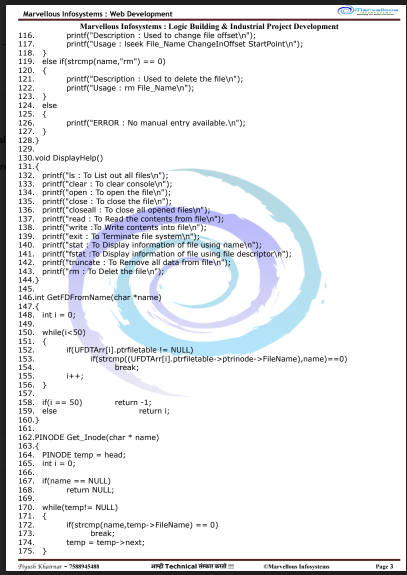 Marvellous Infosystems : Web Development
Marvellous
Marvellous Infosystems : Logic Building & Industrial Project Development
116. printf("Description : Used to change file offset\n");
117. printf("Usage : lseek File_Name ChangeInOffset StartPoint\n");
118. }
119. else if(strcmp(name,"rm") == 0)
120. {
121. printf("Description : Used to delete the file\n");
122. printf("Usage : rm File_Name\n");
123. }
124. else
125. {
126. printf("ERROR : No manual entry available.\n");
127. }
128.}
129.
130.void DisplayHelp()
131.{
132. printf("ls : To List out all files\n");
133. printf("clear : To clear console\n");
134. printf("open : To open the file\n");
135. printf("close : To close the file\n");
136. printf("closeall : To close all opened files\n");
137. printf("read : To Read the contents from file\n");
138. printf("write :To Write contents into file\n");
139. printf("exit : To Terminate file system\n");
140. printf("stat : To Display information of file using name\n");
141. printf("fstat :To Display information of file using file descriptor\n");
142. printf("truncate : To Remove all data from file\n");
143. printf("rm : To Delet the file\n");
144.}
145.
146.int GetFDFromName(char *name)
147.{
148. int i = 0;
149.
150. while(i<50)
151. {
152. if(UFDTArr[i].ptrfiletable != NULL)
153. if(strcmp((UFDTArr[i].ptrfiletable->ptrinode->FileName),name)==0)
154. break;
155. i++;
156. }
157.
158. if(i == 50) return -1;
159. else return i;
160.}
161.
162.PINODE Get_Inode(char * name)
163.{
164. PINODE temp = head;
165. int i = 0;
166.
167. if(name == NULL)
168. return NULL;
169.
170. while(temp!= NULL)
171. {
172. if(strcmp(name,temp->FileName) == 0)
173. break;
174. temp = temp->next;
175. }
Piyush Khairnar - 7588945488 आम्ही Technical संस्कार करतो !!! ©Marvellous Infosystems Page 3